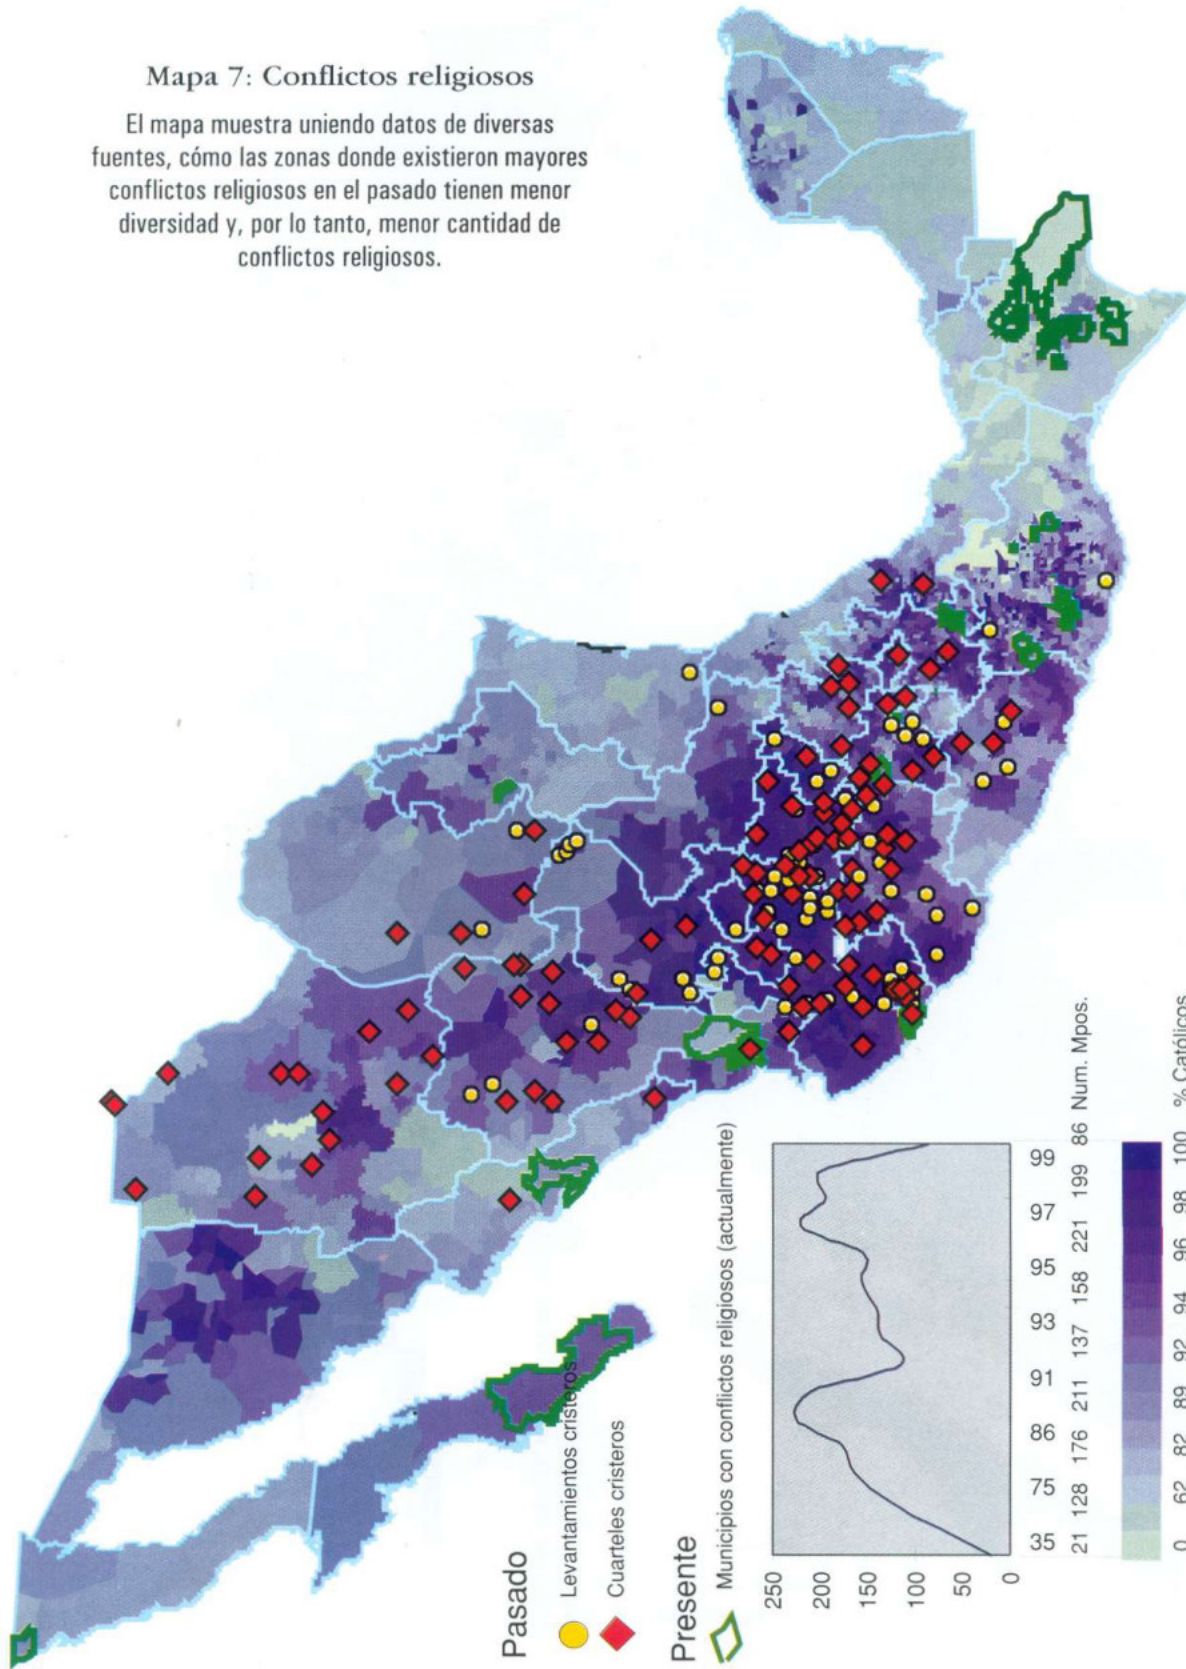 Mapa 7: Conflictos religiosos
El mapa muestra uniendo datos de diversas
fuentes, cómo las zonas donde existieron mayores
conflictos religiosos en el pasado tienen menor
diversidad y, por lo tanto, menor cantidad de
conflictos religiosos.
Pasado
Levantamientos cristeros
Cuarteles cristeros
Presente
Municipios con conflictos religiosos (actualmente)
250
200
150
100
50
0
35 75 86 91 93 95 97 99
21 128 176 211 137 158 221 199 86 Num. Mpos.
0 62 82 89 92 94 96 98 100 % Católicos